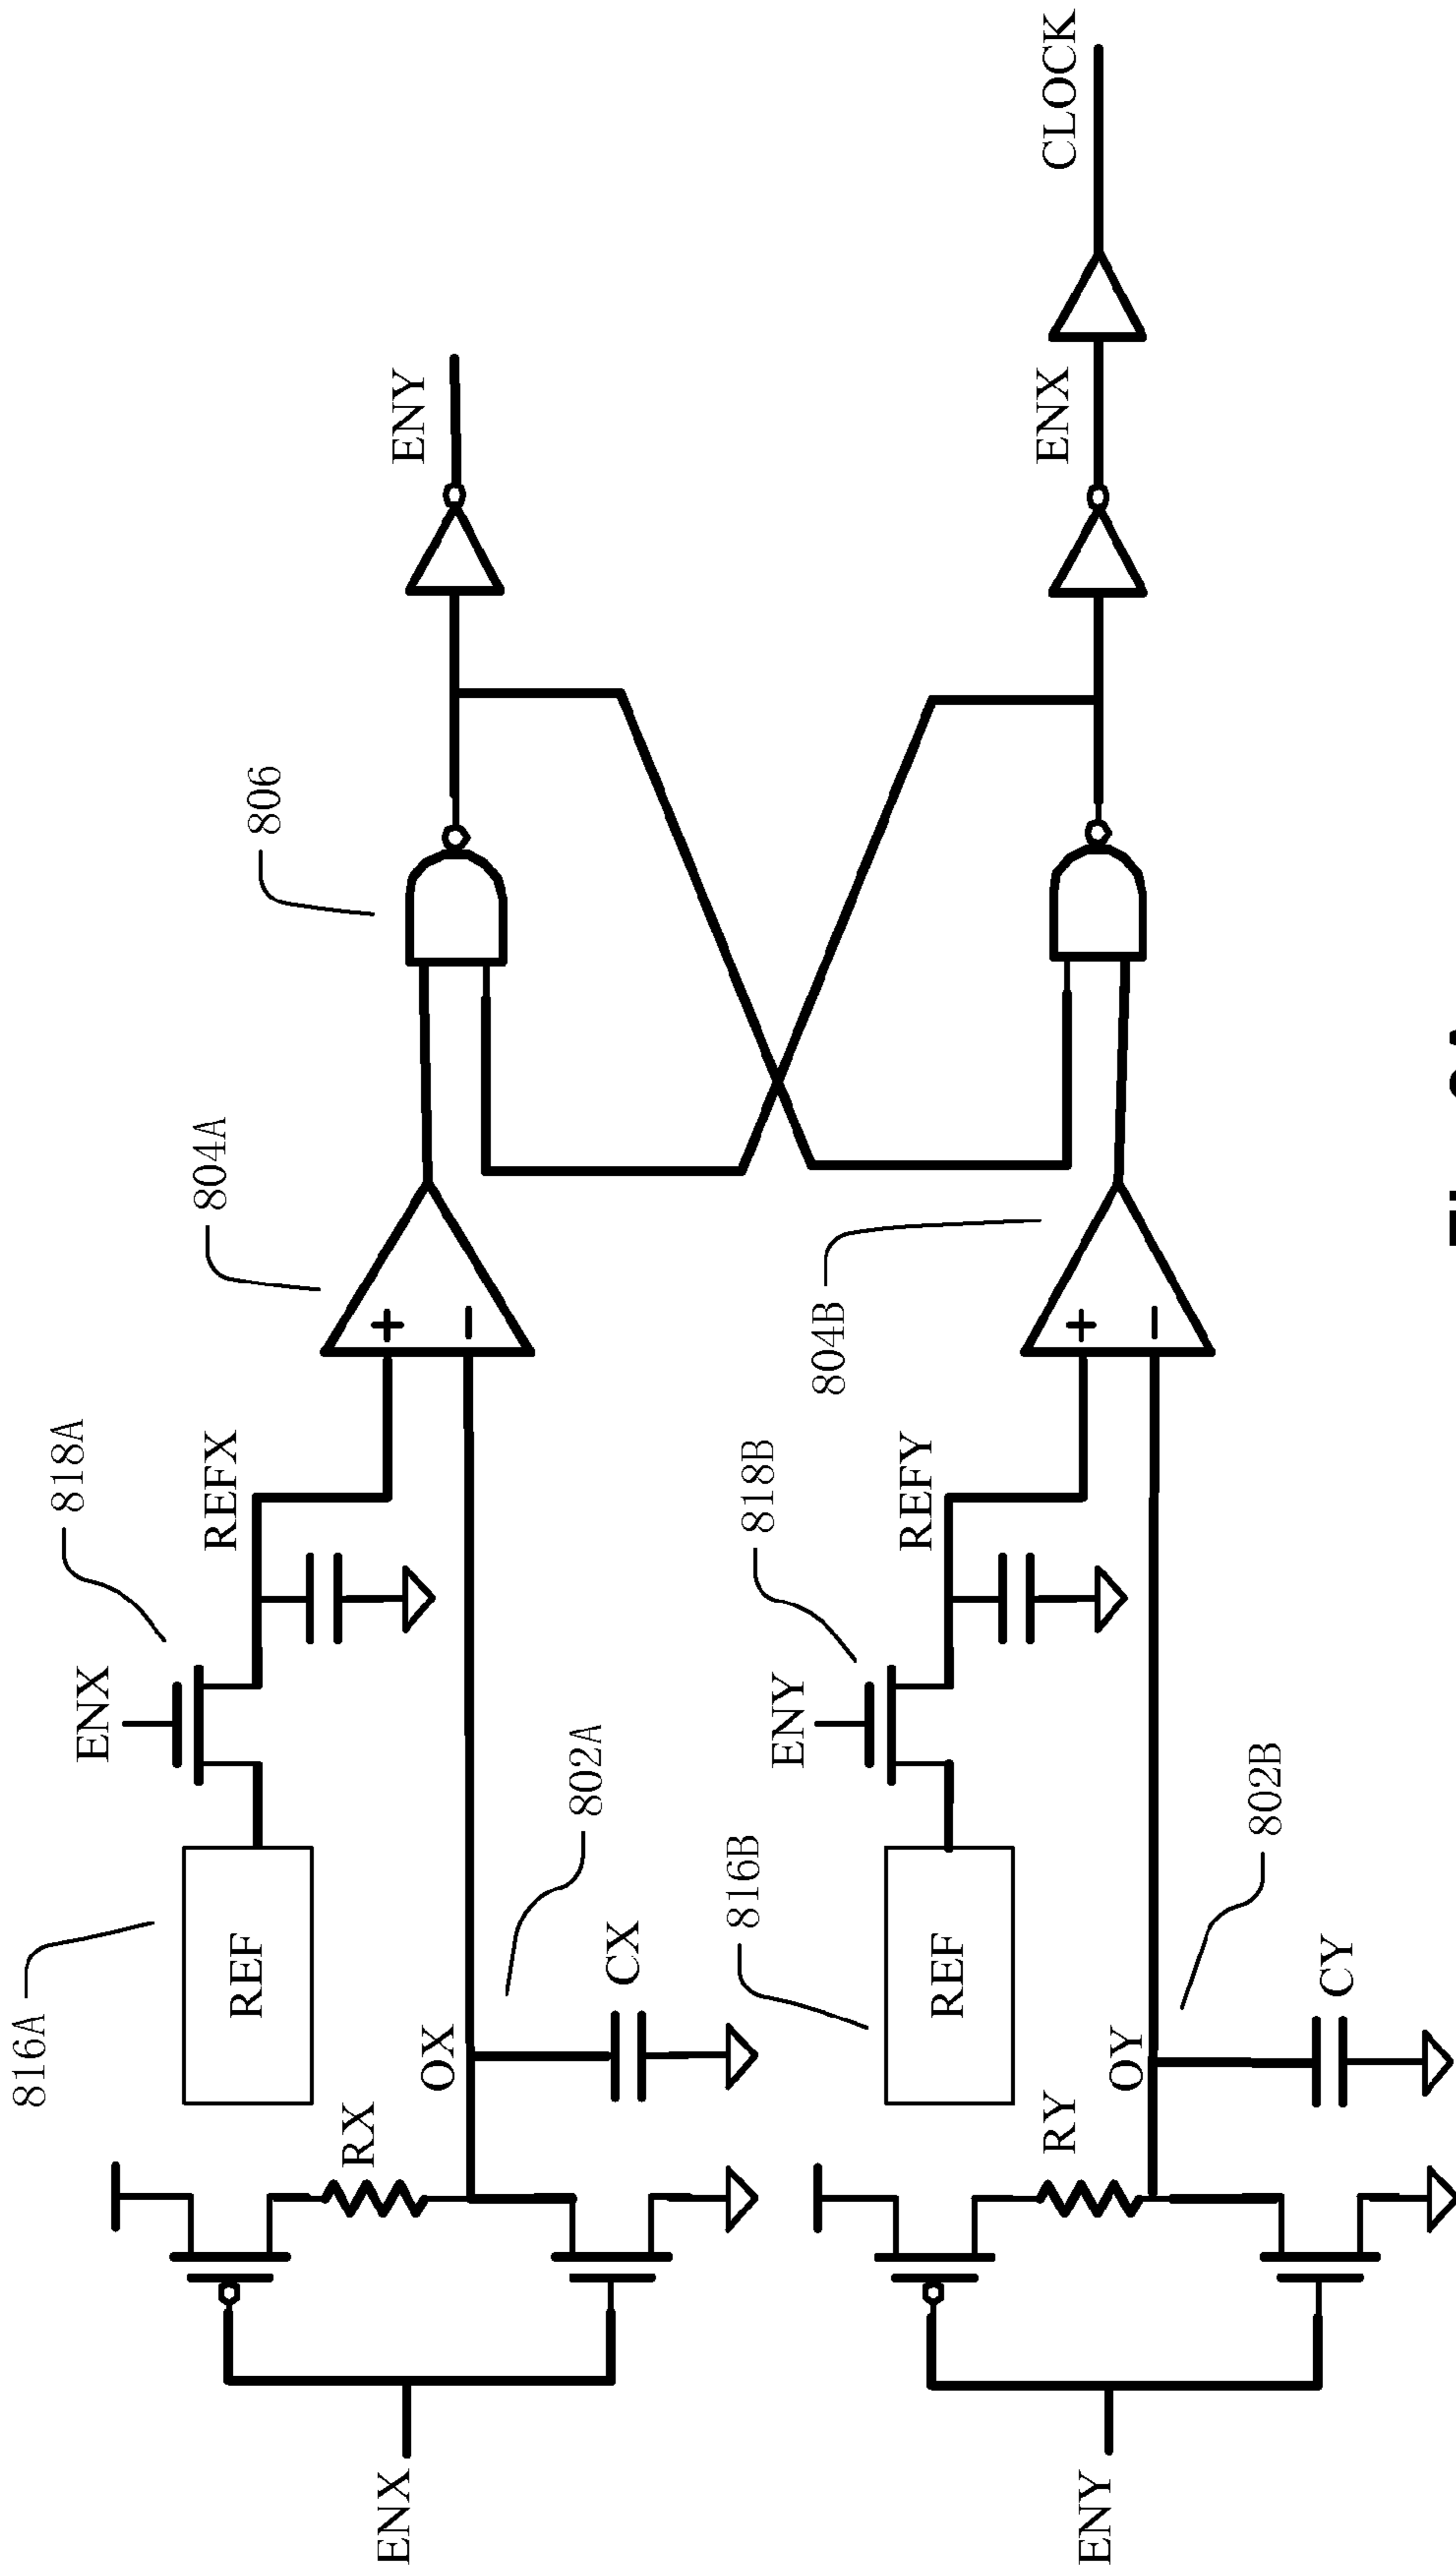 816A
818A
804A
806
ENX
REF
REFX
+
−
ENY
RX
OX
802A
CX
ENX
816B
818B
804B
ENY
REF
REFY
+
−
ENX
CLOCK
RY
OY
802B
CY
ENY